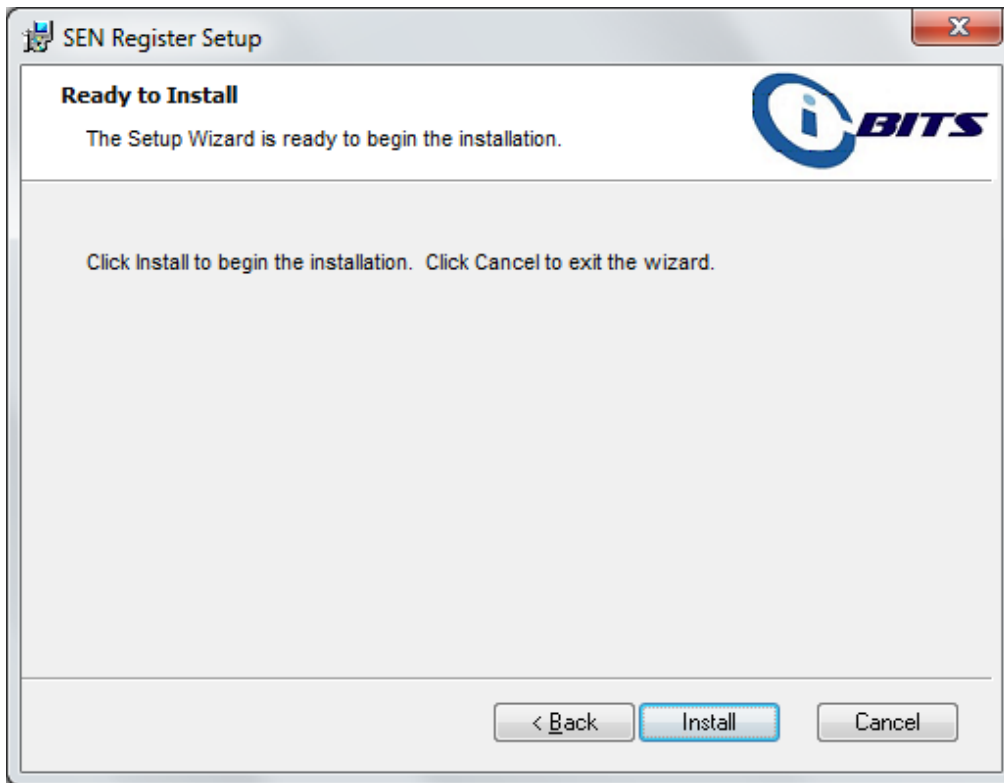 SEN Register Setup
Ready to Install
The Setup Wizard is ready to begin the installation.
i BITS
Click Install to begin the installation.  Click Cancel to exit the wizard.
< Back
Install
Cancel